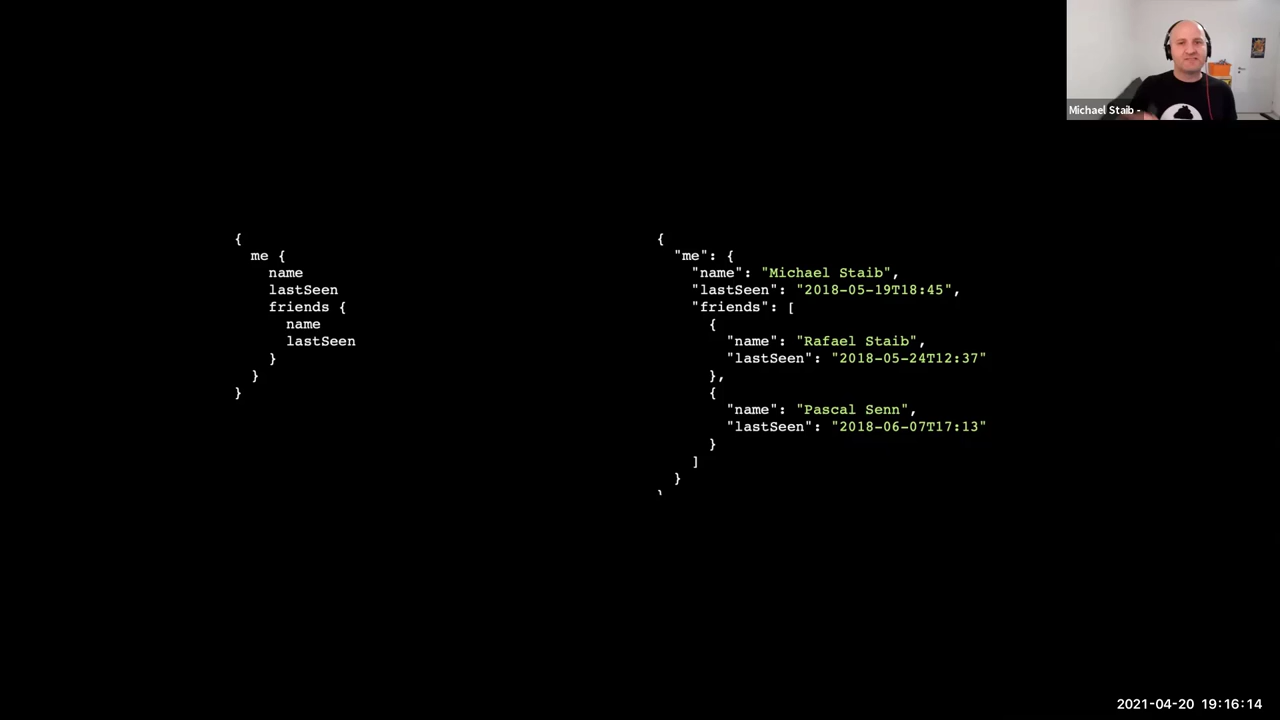 Michael Staib -
{
  me {
    name
    lastSeen
    friends {
      name
      lastSeen
    }
  }
}
{
  "me": {
    "name": "Michael Staib",
    "lastSeen": "2018-05-19T18:45",
    "friends": [
      {
        "name": "Rafael Staib",
        "lastSeen": "2018-05-24T12:37"
      },
      {
        "name": "Pascal Senn",
        "lastSeen": "2018-06-07T17:13"
      }
    ]
  }
}
2021-04-20 19:16:14